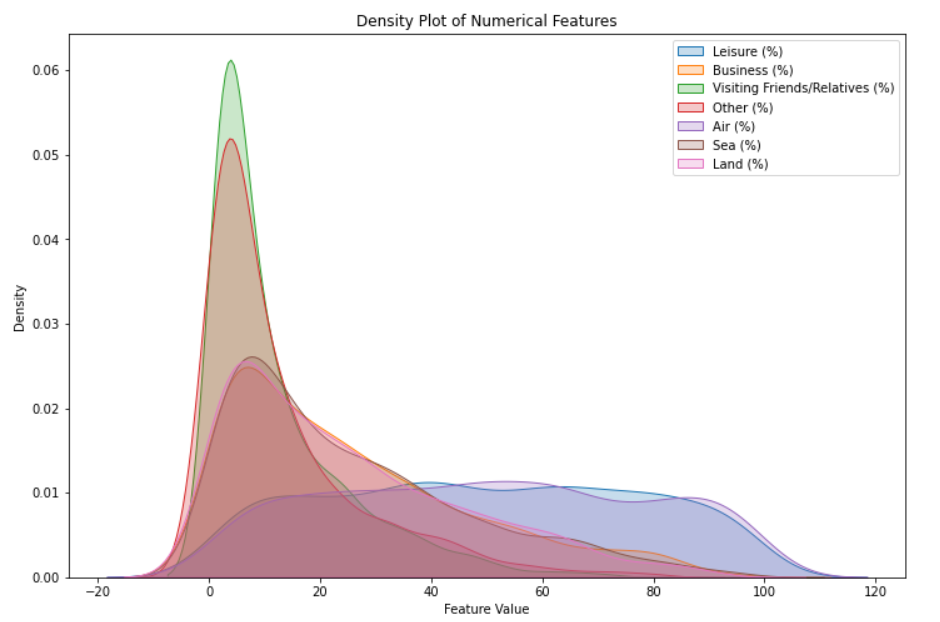 Density Plot of Numerical Features
Leisure (%)
Business (%)
Visiting Friends/Relatives (%)
Other (%)
Air (%)
Sea (%)
Land (%)
0.06
0.05
0.04
0.03
0.02
0.01
0.00
Density
−20
0
20
40
60
80
100
120
Feature Value